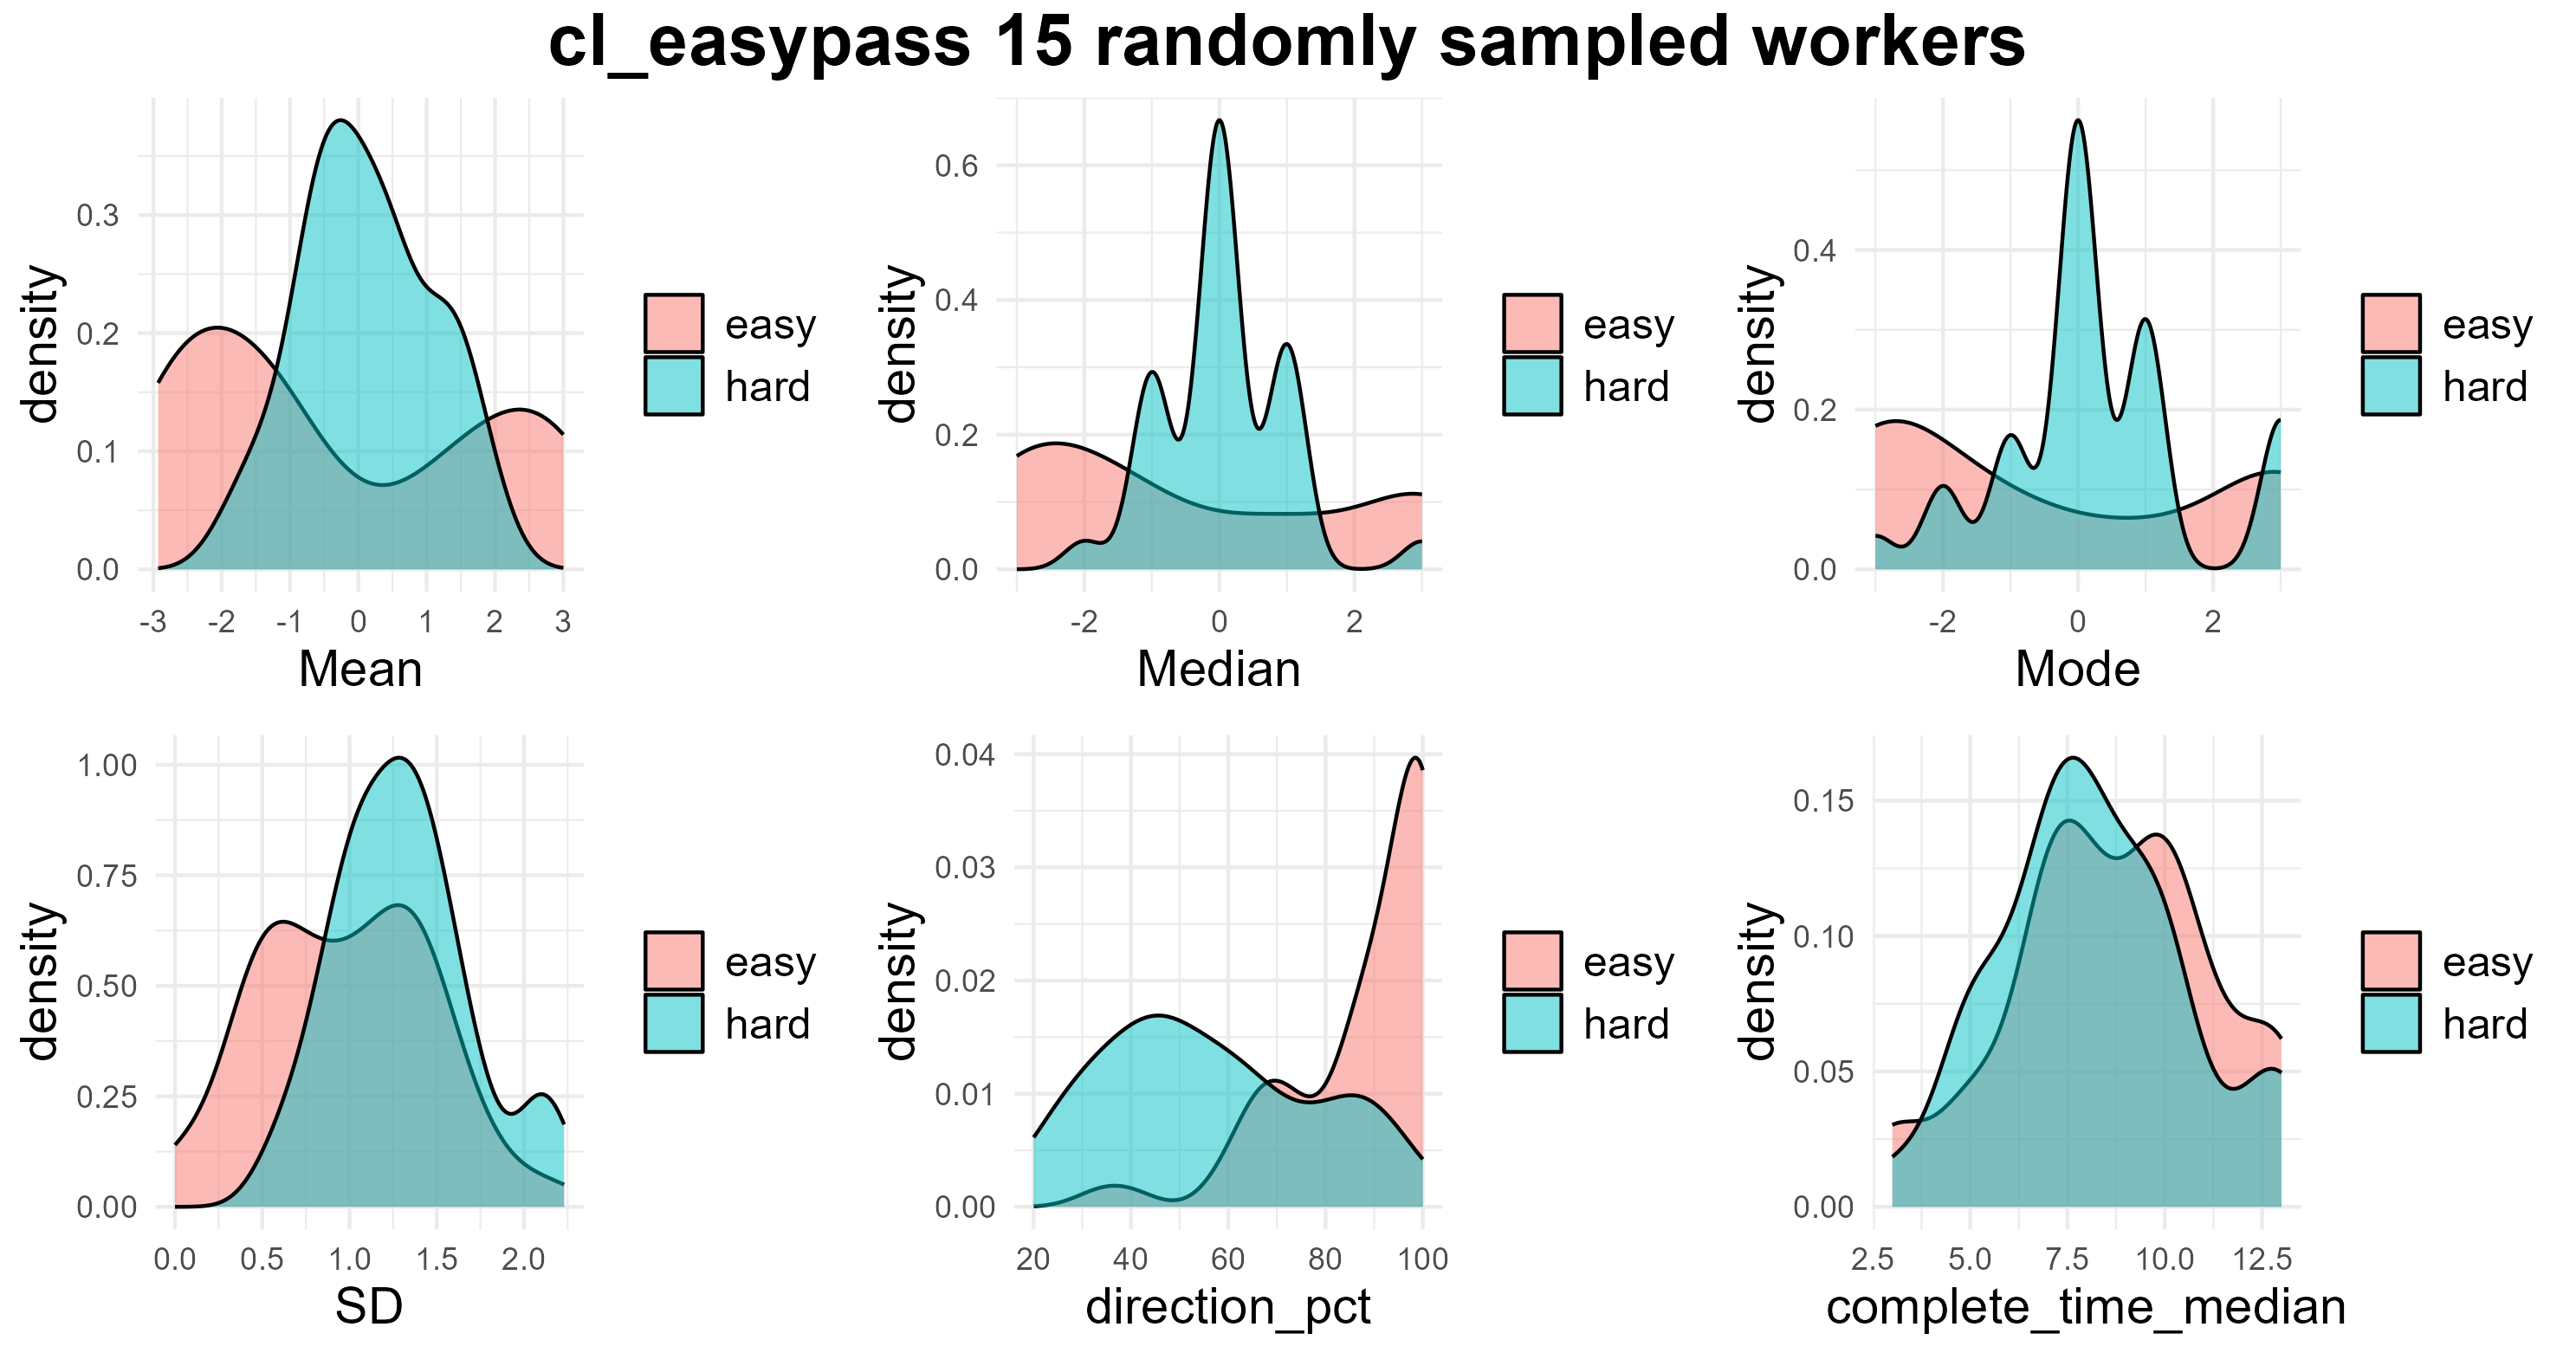 cl_easypass 15 randomly sampled workers
density
0.3
0.2
0.1
0.0
-3 -2 -1 0 1 2 3
Mean
easy
hard
density
0.6
0.4
0.2
0.0
-2 0 2
Median
easy
hard
density
0.4
0.2
0.0
-2 0 2
Mode
easy
hard
density
1.00
0.75
0.50
0.25
0.00
0.0 0.5 1.0 1.5 2.0
SD
easy
hard
density
0.04
0.03
0.02
0.01
0.00
20 40 60 80 100
direction_pct
easy
hard
density
0.15
0.10
0.05
0.00
2.5 5.0 7.5 10.0 12.5
complete_time_median
easy
hard